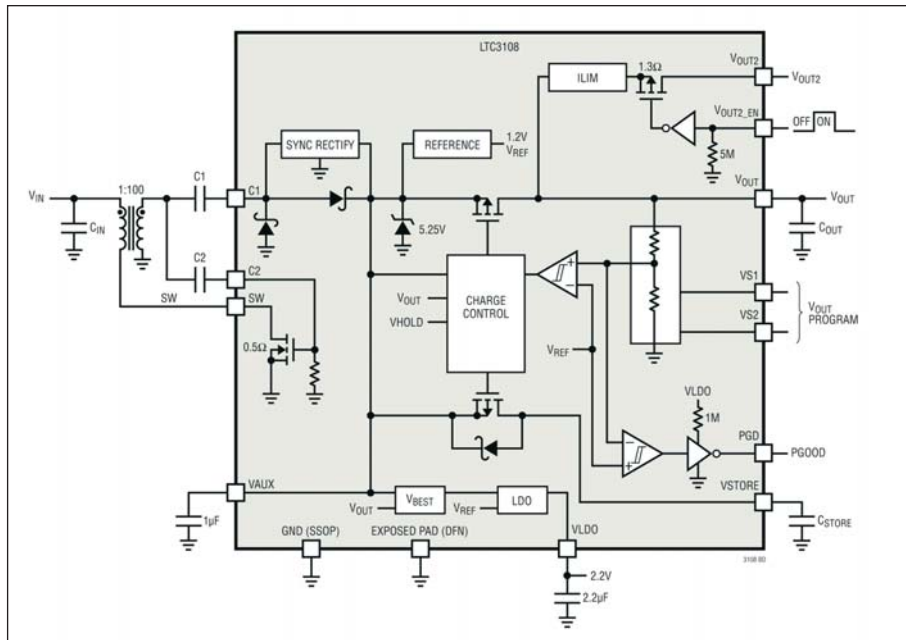 LTC3108
1.3Ω
VOUT2
ILIM
VOUT2
VOUT2_EN
OFF ON
SYNC RECTIFY
REFERENCE
1.2V
VREF
5M
C1
1:100
VIN
C1
VOUT
VOUT
CIN
5.25V
COUT
C2
C2
VS1
SW
SW
CHARGE CONTROL
VOUT
VHOLD
VOUT PROGRAM
VS2
0.5Ω
VREF
VLDO
1M
PGD
PGOOD
VSTORE
VAUX
1µF
VOUT
VBEST
VREF
LDO
CSTORE
GND (SSOP)
EXPOSED PAD (DFN)
VLDO
3108 BD
2.2V
2.2µF